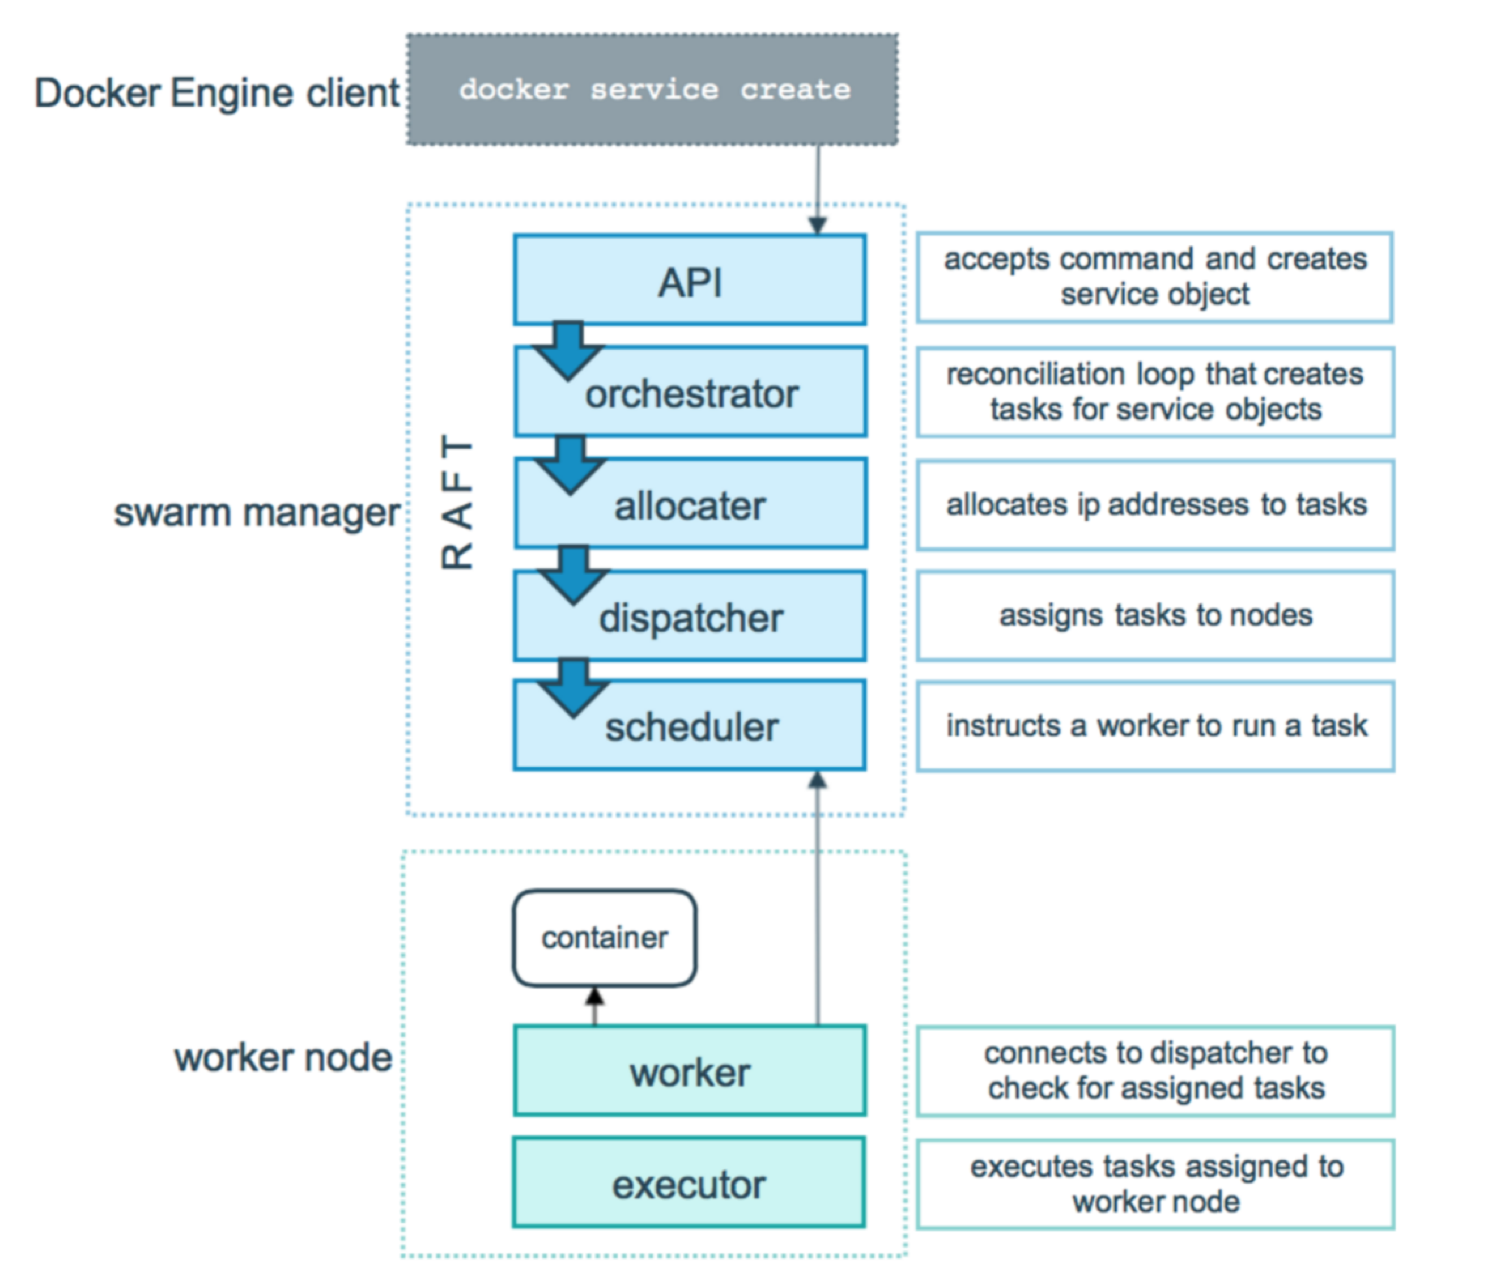 Docker Engine client
docker service create
swarm manager
RAFT
API
accepts command and creates
service object
orchestrator
reconciliation loop that creates
tasks for service objects
allocater
allocates ip addresses to tasks
dispatcher
assigns tasks to nodes
scheduler
instructs a worker to run a task
worker node
container
worker
connects to dispatcher to
check for assigned tasks
executor
executes tasks assigned to
worker node